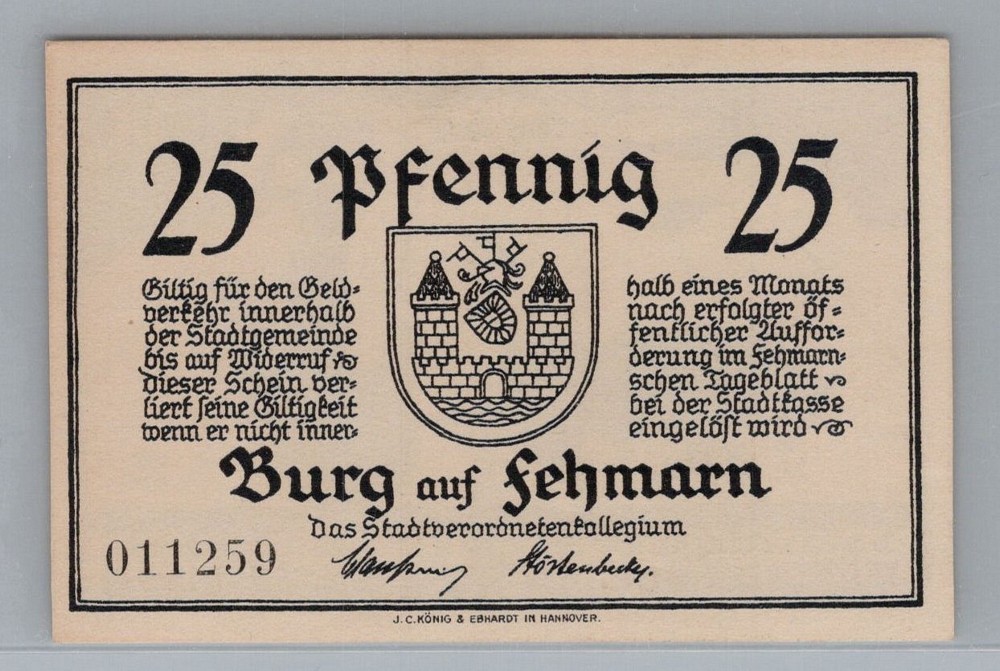 25 Pfennig 25
Giltig für den Geld=
verkehr innerhalb
der Stadtgemeinde
bis auf Widerruf
dieser Schein ver=
liert seine Giltigkeit
wenn er nicht inner=
halb eines Monats
nach erfolgter öf=
fentlicher Auffor=
derung im Fehmarn=
schen Tageblatt
bei der Stadtkasse
eingelöst wird
Burg auf Fehmarn
Das Stadtverordnetenkollegium
011259
Störtenbecky.
J.C.KÖNIG & EBHARDT IN HANNOVER.